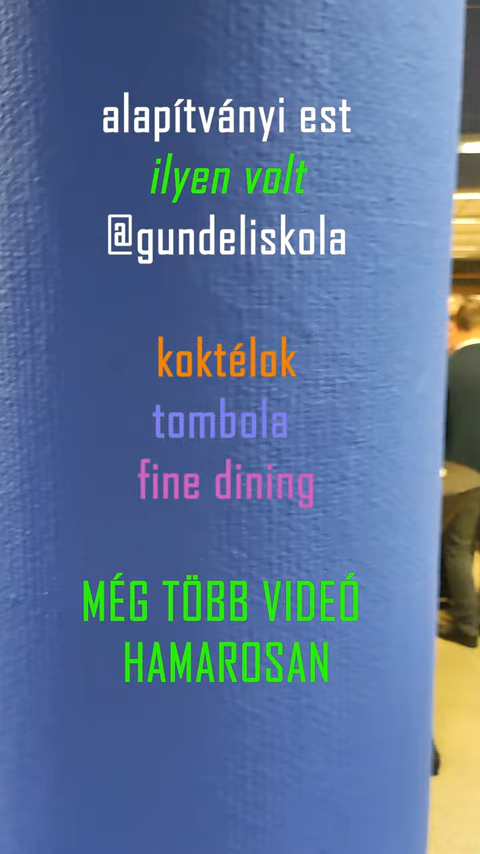 alapítványi est
ilyen volt
@gundeliskola
koktélok
tombola
fine dining
MÉG TÖBB VIDEÓ
HAMAROSAN